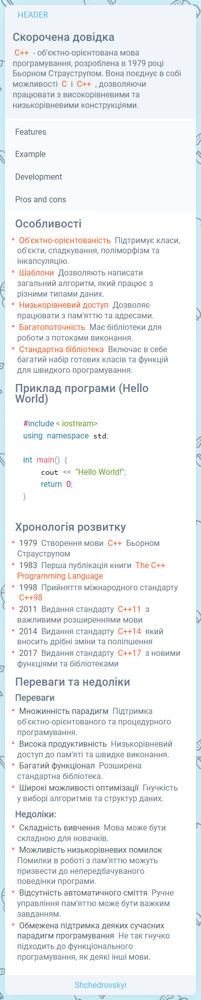 HEADER
Скорочена довідка
C++ - об'єктно-орієнтована мова
програмування, розроблена в 1979 році
Бьорном Страуструпом. Вона поєднує в собі
можливості C і C++ , дозволяючи
працювати з високорівневими та
низькорівневими конструкціями.
Features
Example
Development
Pros and cons
Особливості
Об'єктно-орієнтованість Підтримує класи,
об'єкти, спадкування, поліморфізм та
інкапсуляцію.
Шаблони Дозволяють написати
загальний алгоритм, який працює з
різними типами даних.
Низькорівневий доступ Дозволяє
працювати з пам'яттю та адресами.
Багатопоточність Має бібліотеки для
роботи з потоками виконання.
Стандартна бібліотека Включає в себе
багатий набір готових класів та функцій
для швидкого програмування.
Приклад програми (Hello
World)
#include < iostream>
using namespace std;
int main() {
cout << "Hello World!";
return 0;
}
Хронологія розвитку
1979 Створення мови C++ Бьорном
Страуструпом
1983 Перша публікація книги The C++
Programming Language
1998 Прийняття міжнародного стандарту
C++98
2011 Видання стандарту C++11 з
важливими розширеннями мови
2014 Видання стандарту C++14 який
вносить дрібні зміни та поліпшення
2017 Видання стандарту C++17 з новими
функціями та бібліотеками
Переваги та недоліки
Переваги
Множинність парадигм Підтримка
об'єктно-орієнтованого та процедурного
програмування.
Висока продуктивність Низькорівневий
доступ до пам'яті та швидке виконання.
Багатий функціонал Розширена
стандартна бібліотека.
Широкі можливості оптимізації Гнучкість
у виборі алгоритмів та структур даних.
Недоліки:
Складність вивчення Мова може бути
складною для новачків.
Можливість низькорівневих помилок
Помилки в роботі з пам'яттю можуть
призвести до непередбачуваного
поведінки програми.
Відсутність автоматичного сміття Ручне
управління пам'яттю може бути важким
завданням.
Обмежена підтримка деяких сучасних
парадигм програмування Не так гнучко
підходить до функціонального
програмування, як деякі інші мови.
Shchedrovskyi